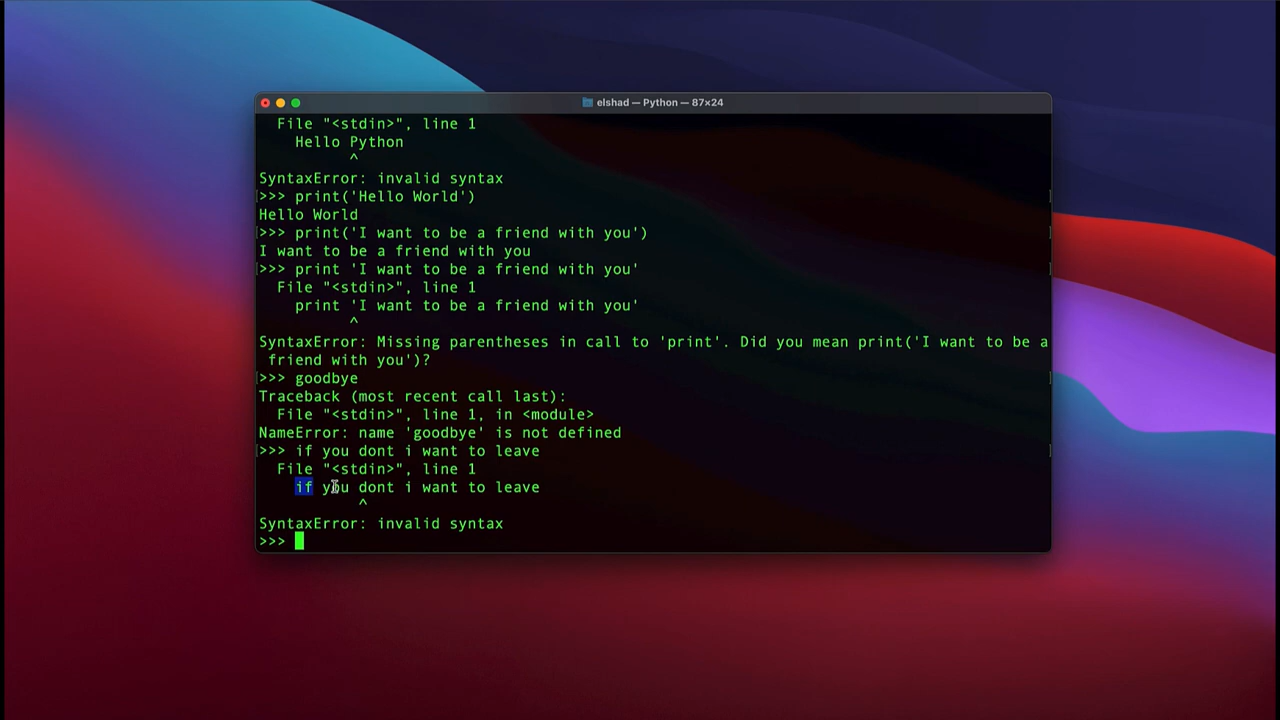 elshad — Python — 87×24
  File "<stdin>", line 1
    Hello Python
          ^
SyntaxError: invalid syntax
>>> print('Hello World')
Hello World
>>> print('I want to be a friend with you')
I want to be a friend with you
>>> print 'I want to be a friend with you'
  File "<stdin>", line 1
    print 'I want to be a friend with you'
          ^
SyntaxError: Missing parentheses in call to 'print'. Did you mean print('I want to be a
 friend with you')?
>>> goodbye
Traceback (most recent call last):
  File "<stdin>", line 1, in <module>
NameError: name 'goodbye' is not defined
>>> if you dont i want to leave
  File "<stdin>", line 1
    if you dont i want to leave
           ^
SyntaxError: invalid syntax
>>>